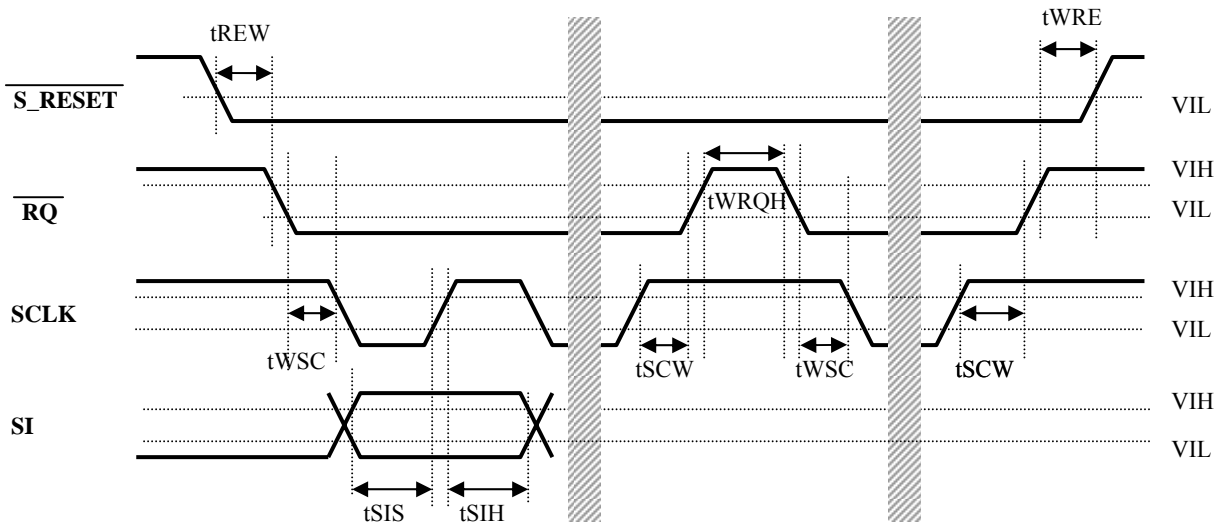 tREW
tWRE
S_RESET
VIL
VIH
RQ
tWRQH
VIL
VIH
SCLK
VIL
tWSC
tSCW
tWSC
tSCW
VIH
SI
VIL
tSIS
tSIH